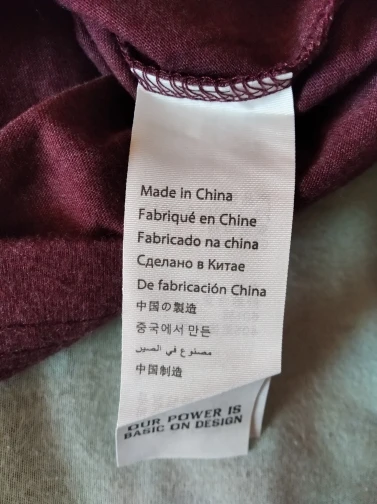 Made in China
Fabriqué en Chine
Fabricado na china
Сделано в Китае
De fabricación China
中国の製造
중국에서 만든
مصنوع في الصين
中国制造
OUR POWER IS
BASIC ON DESIGN